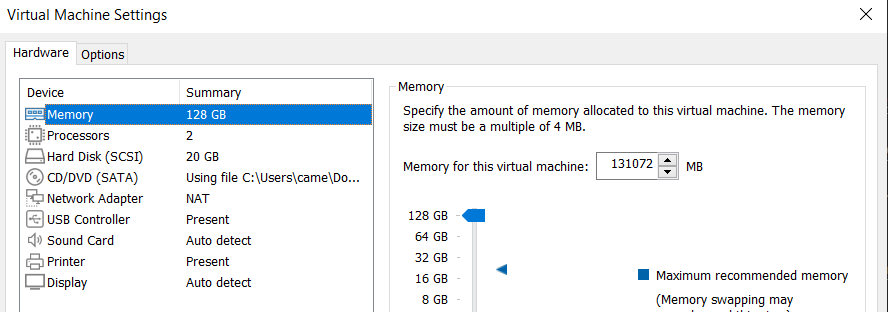 Virtual Machine Settings
Hardware
Options
Device Summary
Memory 128 GB
Processors 2
Hard Disk (SCSI) 20 GB
CD/DVD (SATA) Using file C:\Users\came\Do...
Network Adapter NAT
USB Controller Present
Sound Card Auto detect
Printer Present
Display Auto detect
Memory
Specify the amount of memory allocated to this virtual machine. The memory
size must be a multiple of 4 MB.
Memory for this virtual machine: 131072 MB
128 GB
64 GB
32 GB
16 GB
8 GB
Maximum recommended memory
(Memory swapping may